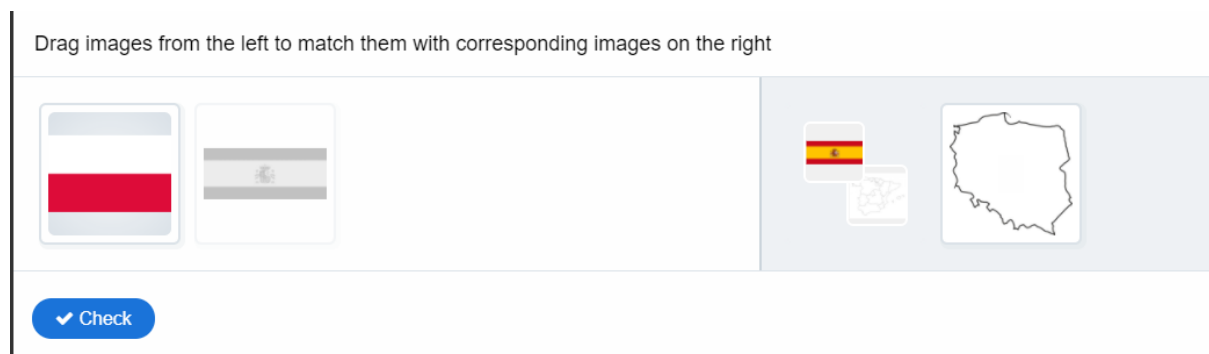 Drag images from the left to match them with corresponding images on the right
Check